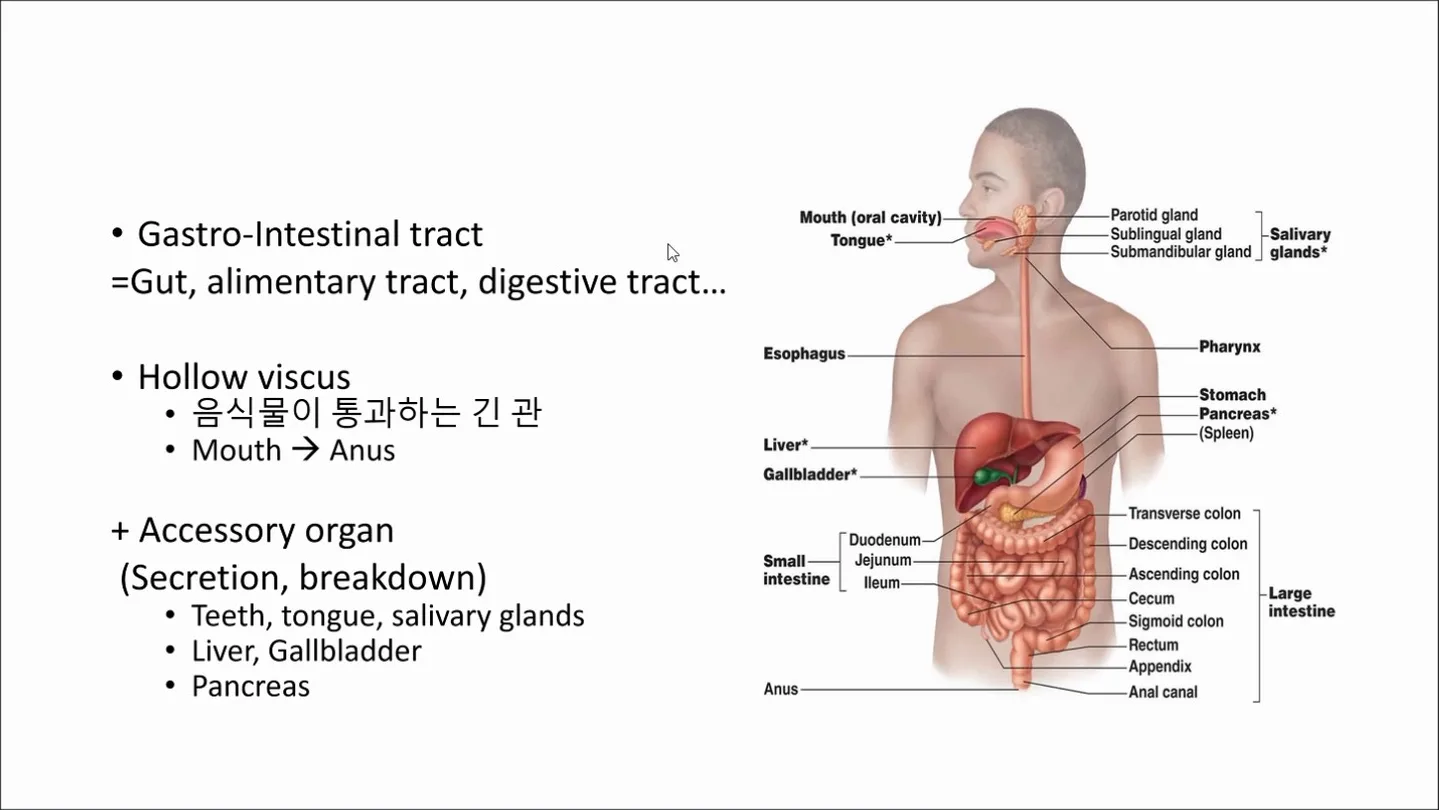 • Gastro-Intestinal tract
=Gut, alimentary tract, digestive tract...
• Hollow viscus
• 음식물이 통과하는 긴 관
• Mouth → Anus
+ Accessory organ
(Secretion, breakdown)
• Teeth, tongue, salivary glands
• Liver, Gallbladder
• Pancreas
Mouth (oral cavity)
Tongue*
Parotid gland
Sublingual gland
Submandibular gland
Salivary
glands*
Esophagus
Pharynx
Stomach
Pancreas*
(Spleen)
Liver*
Gallbladder*
Small
intestine
Duodenum
Jejunum
Ileum
Transverse colon
Descending colon
Ascending colon
Cecum
Sigmoid colon
Rectum
Appendix
Anal canal
Large
intestine
Anus